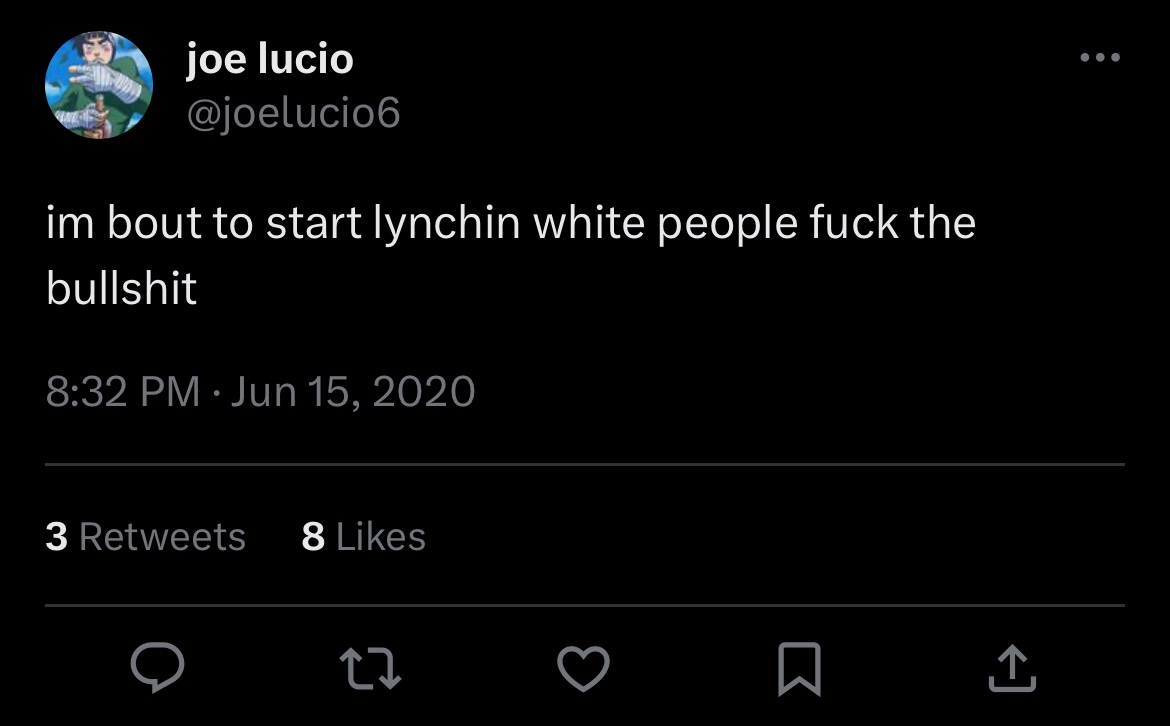 joe lucio
@joelucio6
im bout to start lynchin white people fuck the
bullshit
8:32 PM · Jun 15, 2020
3 Retweets 8 Likes